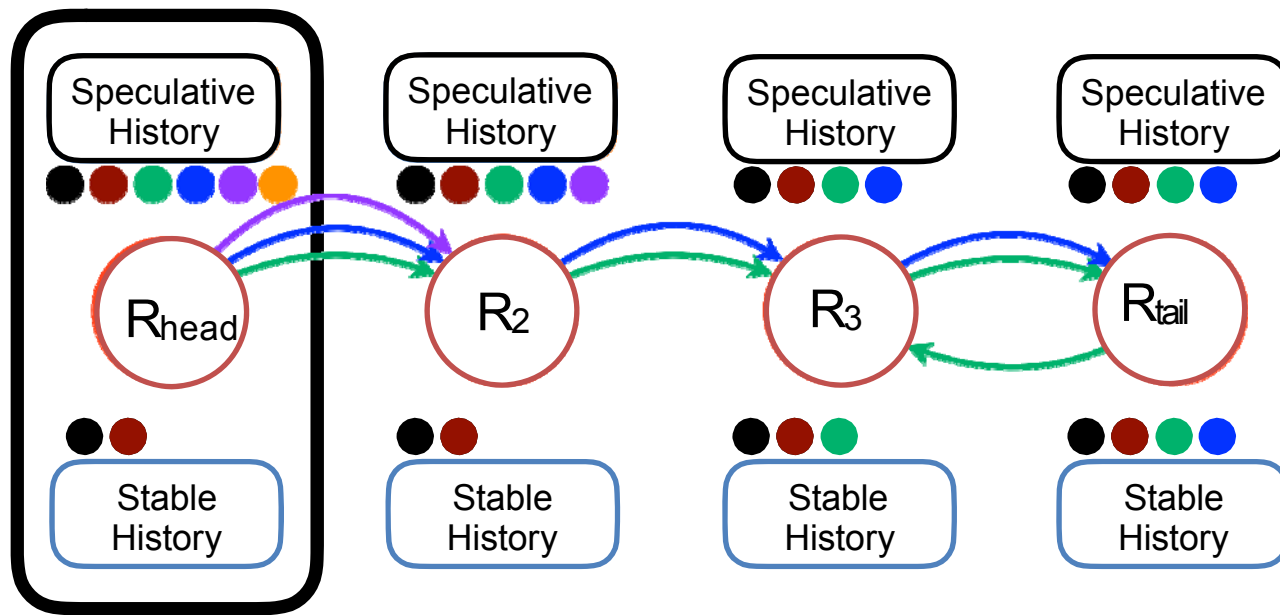 Speculative
History
Speculative
History
Speculative
History
Speculative
History
Rhead
R2
R3
Rtail
Stable
History
Stable
History
Stable
History
Stable
History